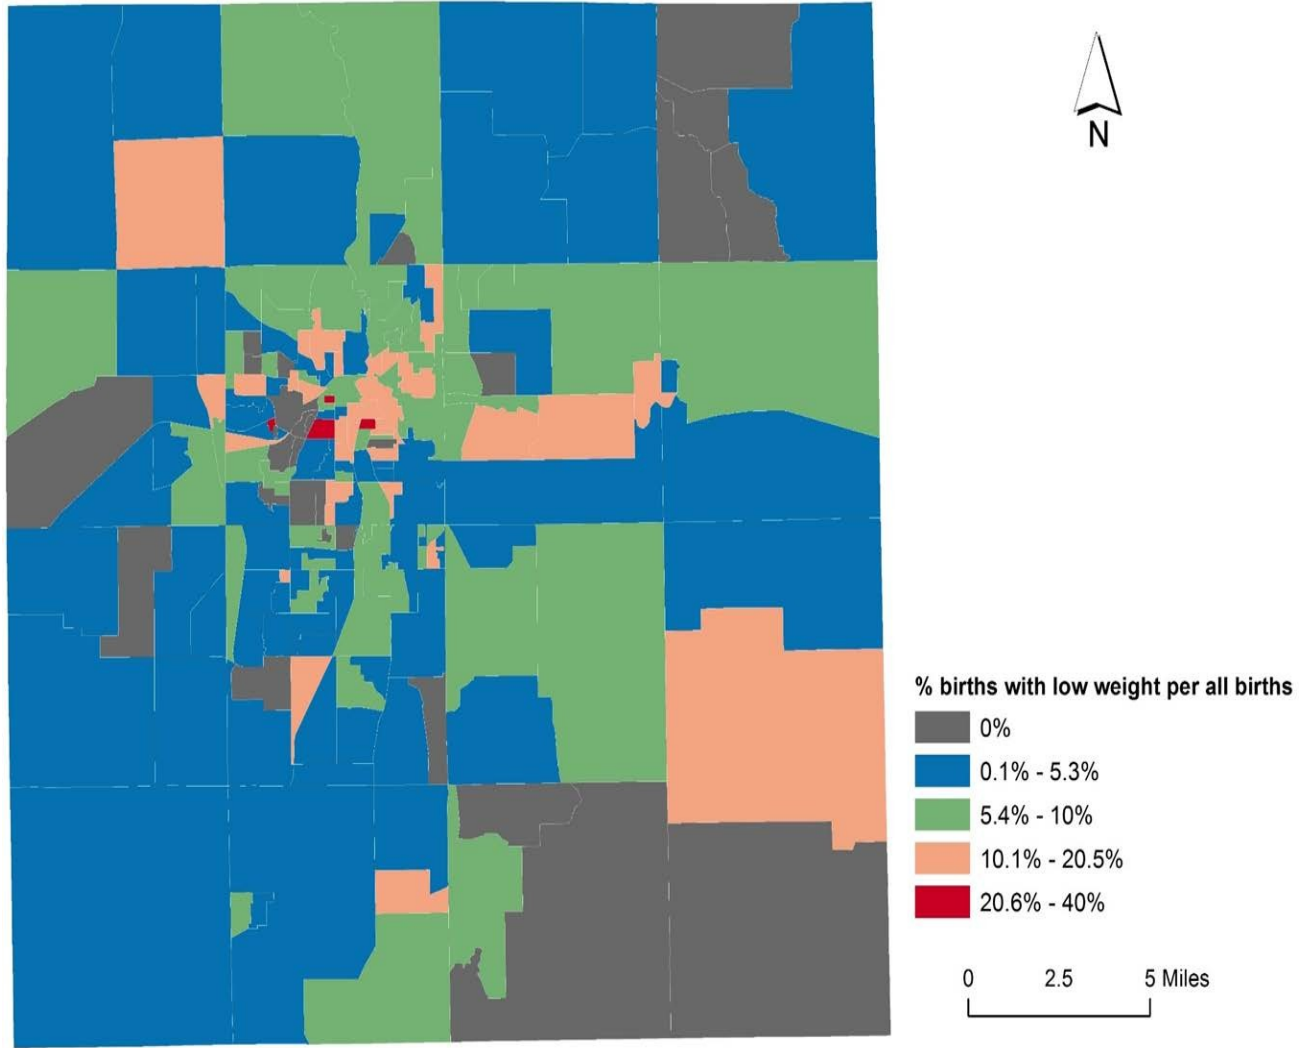 N
% births with low weight per all births
0%
0.1% - 5.3%
5.4% - 10%
10.1% - 20.5%
20.6% - 40%
0 2.5 5 Miles